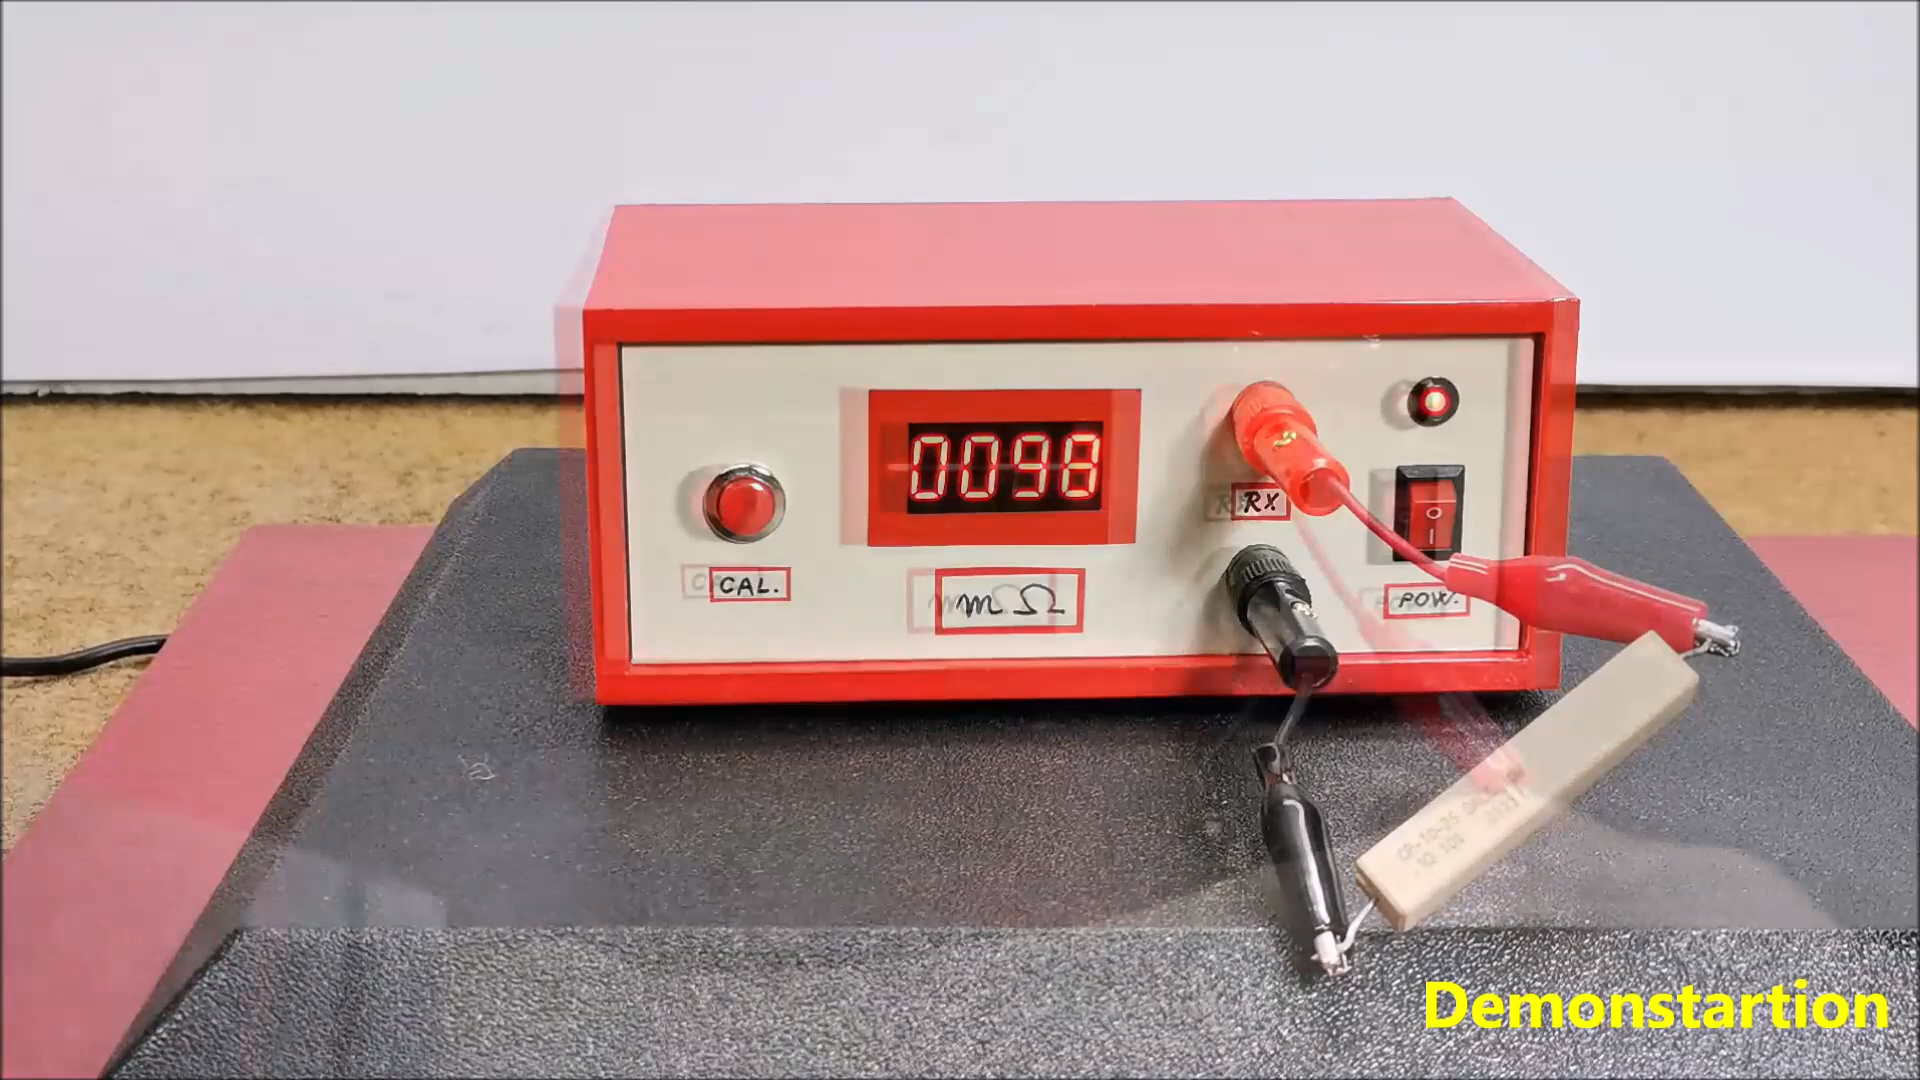 0098
RX
CAL.
mΩ
POW.
Demonstartion